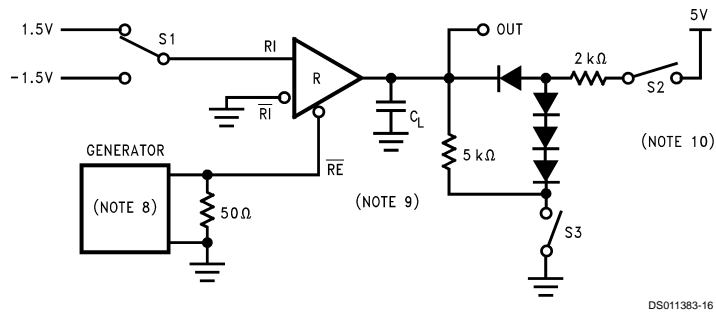 5V
1.5V
S1
OUT
RI
2 kΩ
-1.5V
R
S2
RI
CL
(NOTE 10)
GENERATOR
RE
5 kΩ
(NOTE 8)
50Ω
(NOTE 9)
S3
DS011383-16